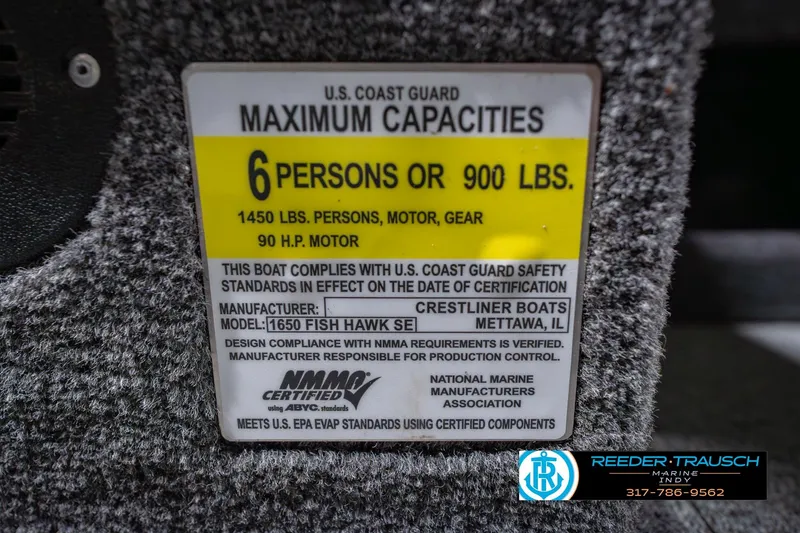 U.S. COAST GUARD
MAXIMUM CAPACITIES
6 PERSONS OR 900 LBS.
1450 LBS. PERSONS, MOTOR, GEAR
90 H.P. MOTOR
THIS BOAT COMPLIES WITH U.S. COAST GUARD SAFETY
STANDARDS IN EFFECT ON THE DATE OF CERTIFICATION
MANUFACTURER: CRESTLINER BOATS
MODEL: 1650 FISH HAWK SE METTAWA, IL
DESIGN COMPLIANCE WITH NMMA REQUIREMENTS IS VERIFIED.
MANUFACTURER RESPONSIBLE FOR PRODUCTION CONTROL.
NMMA®
CERTIFIED
using ABYC. standards
NATIONAL MARINE
MANUFACTURERS
ASSOCIATION
MEETS U.S. EPA EVAP STANDARDS USING CERTIFIED COMPONENTS
REEDER·TRAUSCH
MARINE
INDY
317-786-9562